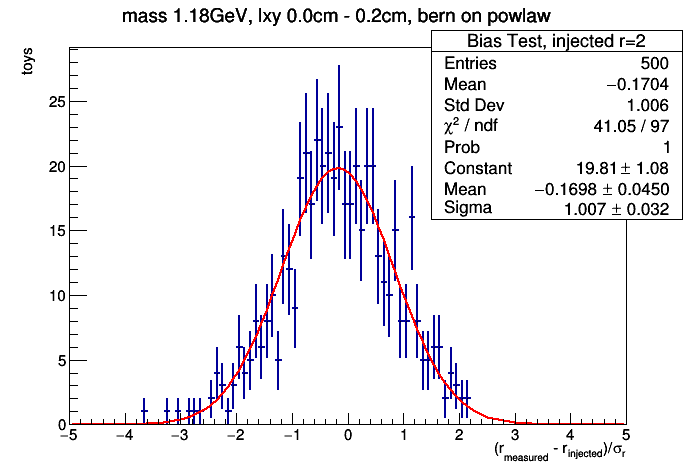 mass 1.18GeV, lxy 0.0cm - 0.2cm, bern on powlaw
Bias Test, injected r=2
Entries 500
Mean −0.1704
Std Dev 1.006
χ² / ndf 41.05 / 97
Prob 1
Constant 19.81 ± 1.08
Mean −0.1698 ± 0.0450
Sigma 1.007 ± 0.032
toys
25
20
15
10
5
0
−5 −4 −3 −2 −1 0 1 2 3 4 5
(r_measured - r_injected)/σ_r